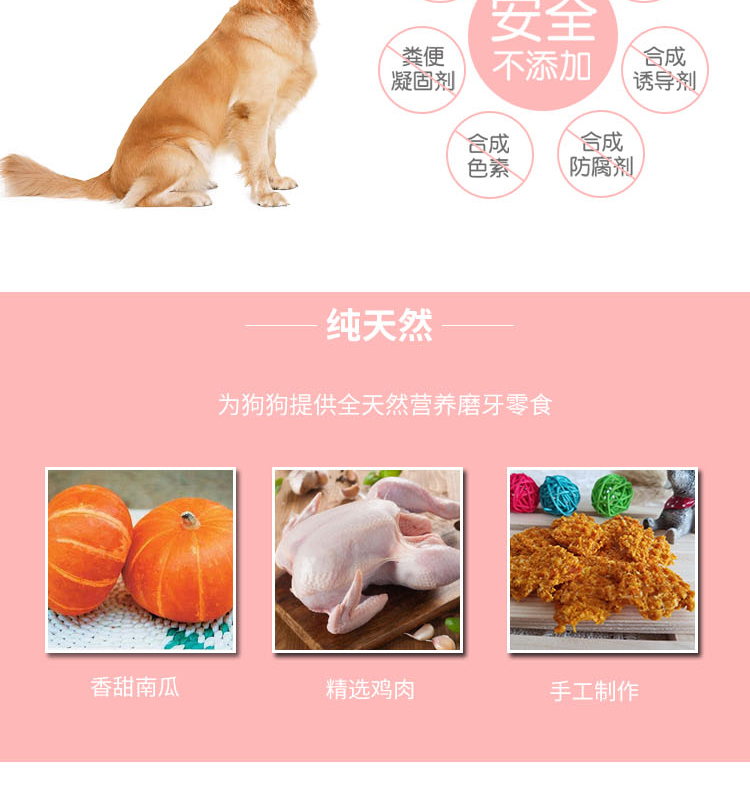 安全
不添加
粪便
凝固剂
合成
诱导剂
合成
色素
合成
防腐剂
纯天然
为狗狗提供全天然营养磨牙零食
香甜南瓜
精选鸡肉
手工制作